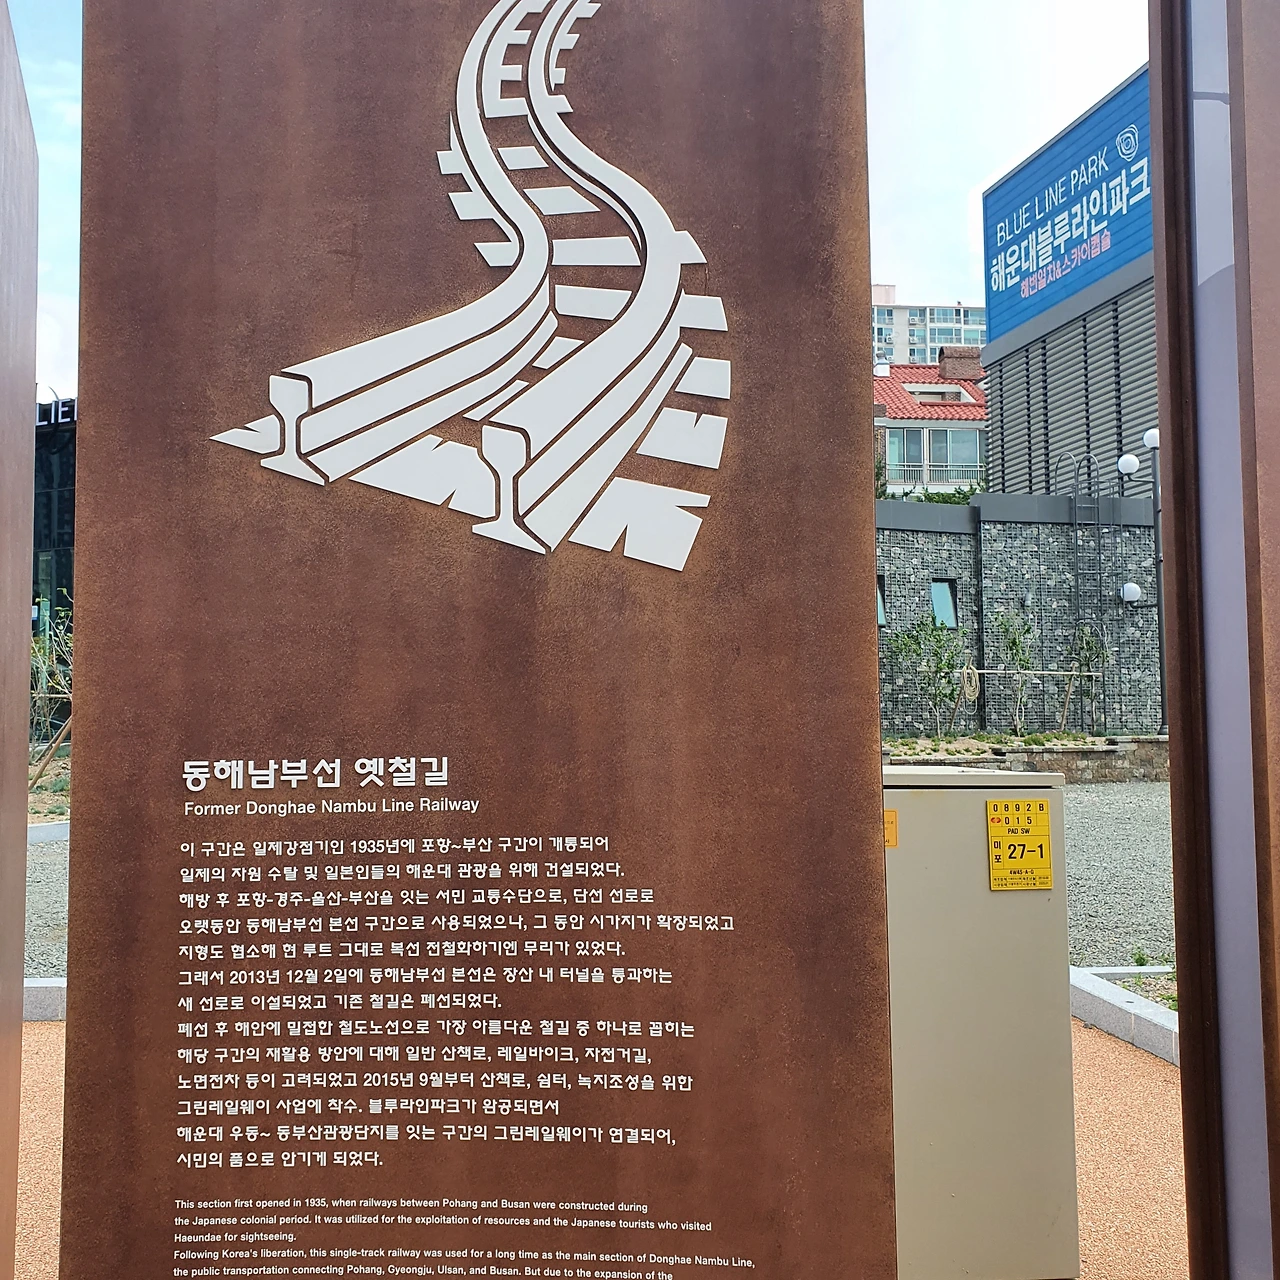 BLUE LINE PARK
해운대블루라인파크
해변열차&스카이캡슐
동해남부선 옛철길
Former Donghae Nambu Line Railway
이 구간은 일제강점기인 1935년에 포항~부산 구간이 개통되어
일제의 자원 수탈 및 일본인들의 해운대 관광을 위해 건설되었다.
해방 후 포항-경주-울산-부산을 잇는 서민 교통수단으로, 단선 선로로
오랫동안 동해남부선 본선 구간으로 사용되었으나, 그 동안 시가지가 확장되었고
지형도 협소해 현 루트 그대로 복선 전철화하기엔 무리가 있었다.
그래서 2013년 12월 2일에 동해남부선 본선은 장산 내 터널을 통과하는
새 선로로 이설되었고 기존 철길은 폐선되었다.
폐선 후 해안에 밀접한 철도노선으로 가장 아름다운 철길 중 하나로 꼽히는
해당 구간의 재활용 방안에 대해 일반 산책로, 레일바이크, 자전거길,
노면전차 등이 고려되었고 2015년 9월부터 산책로, 쉼터, 녹지조성을 위한
그린레일웨이 사업에 착수. 블루라인파크가 완공되면서
해운대 우동~ 동부산관광단지를 잇는 구간의 그린레일웨이가 연결되어,
시민의 품으로 안기게 되었다.
This section first opened in 1935, when railways between Pohang and Busan were constructed during
the Japanese colonial period. It was utilized for the exploitation of resources and the Japanese tourists who visited
Haeundae for sightseeing.
Following Korea's liberation, this single-track railway was used for a long time as the main section of Donghae Nambu Line,
the public transportation connecting Pohang, Gyeongju, Ulsan, and Busan. But due to the expansion of the
0892B
015
PAD SW
미포 27-1
4W45-A-G